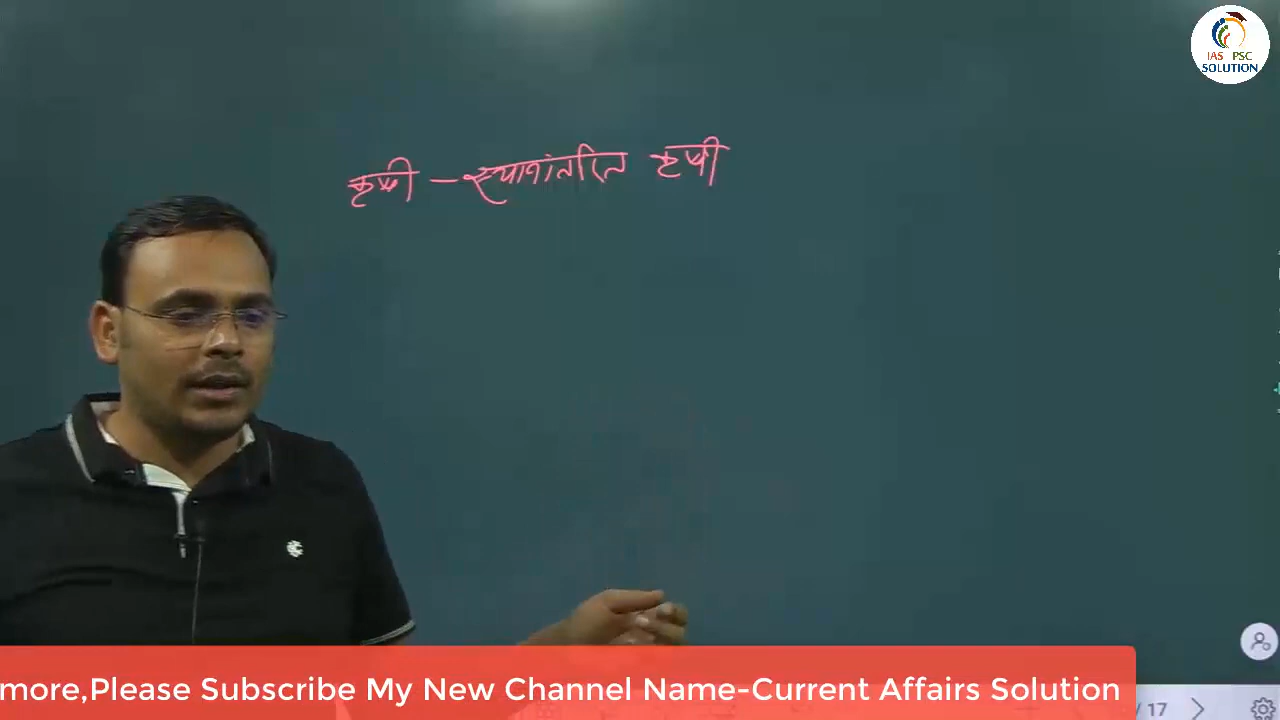 IAS PSC
SOLUTION
कृषी – स्थानांतरित कृषी
more,Please Subscribe My New Channel Name-Current Affairs Solution
/ 17